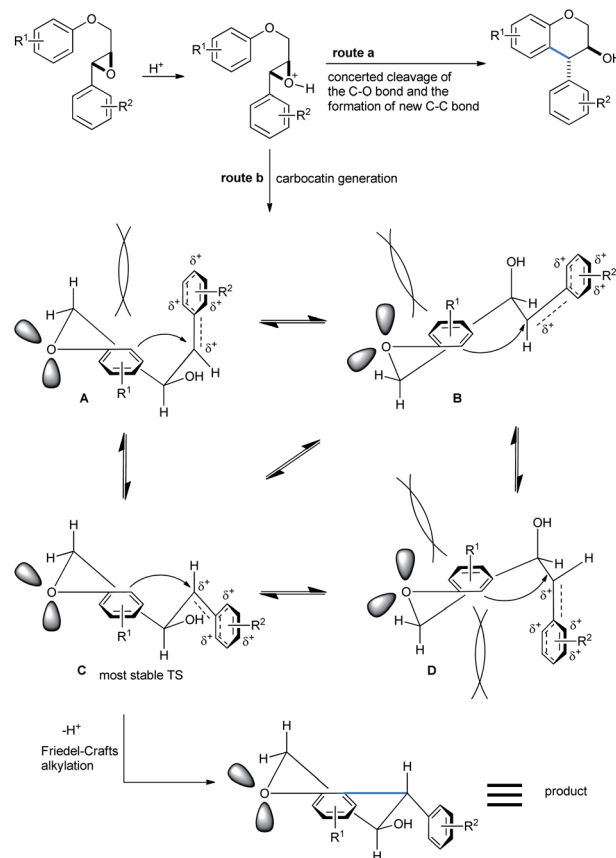 R1
O
O
R2
H+
R1
O
O+
H
R2
route a
concerted cleavage of
the C-O bond and the
formation of new C-C bond
R1
O
OH
R2
route b
carbocatin generation
H
H
O
R1
A
δ+
δ+
δ+
R2
δ+
H
OH
H
OH
H
H
δ+
δ+
δ+
δ+
R2
R1
O
H
H
B
H
H
O
R1
H
δ+
OH
H
δ+
δ+
δ+
R2
C
most stable TS
OH
H
H
R1
O
H
H
δ+
δ+
δ+
δ+
R2
D
-H+
Friedel-Crafts
alkylation
H
H
O
R1
H
OH
H
R2
product